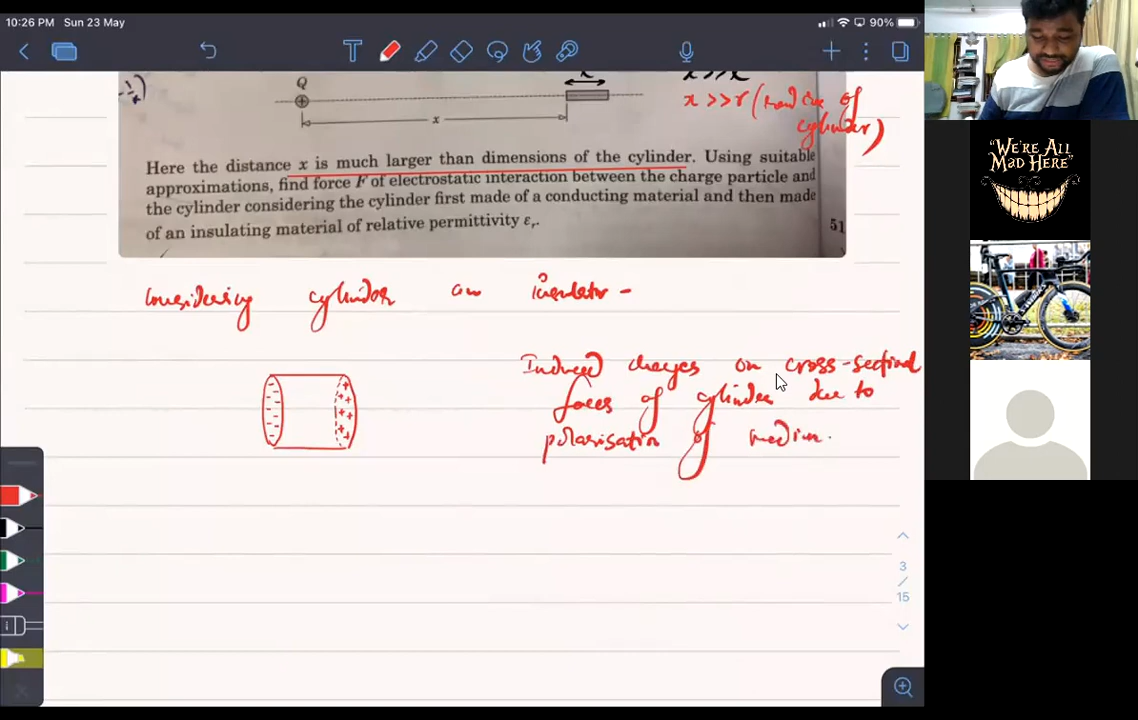 10:26 PM Sun 23 May
90%
Q
x
x >> r (radius of
cylinder)
Here the distance x is much larger than dimensions of the cylinder. Using suitable
approximations, find force F of electrostatic interaction between the charge particle and
the cylinder considering the cylinder first made of a conducting material and then made
of an insulating material of relative permittivity εr.
51
Considering cylinder an insulator -
Induced charges on cross-sectional
faces of cylinder due to
polarisation of medium.
3
/
15
"WE'RE ALL
MAD HERE"